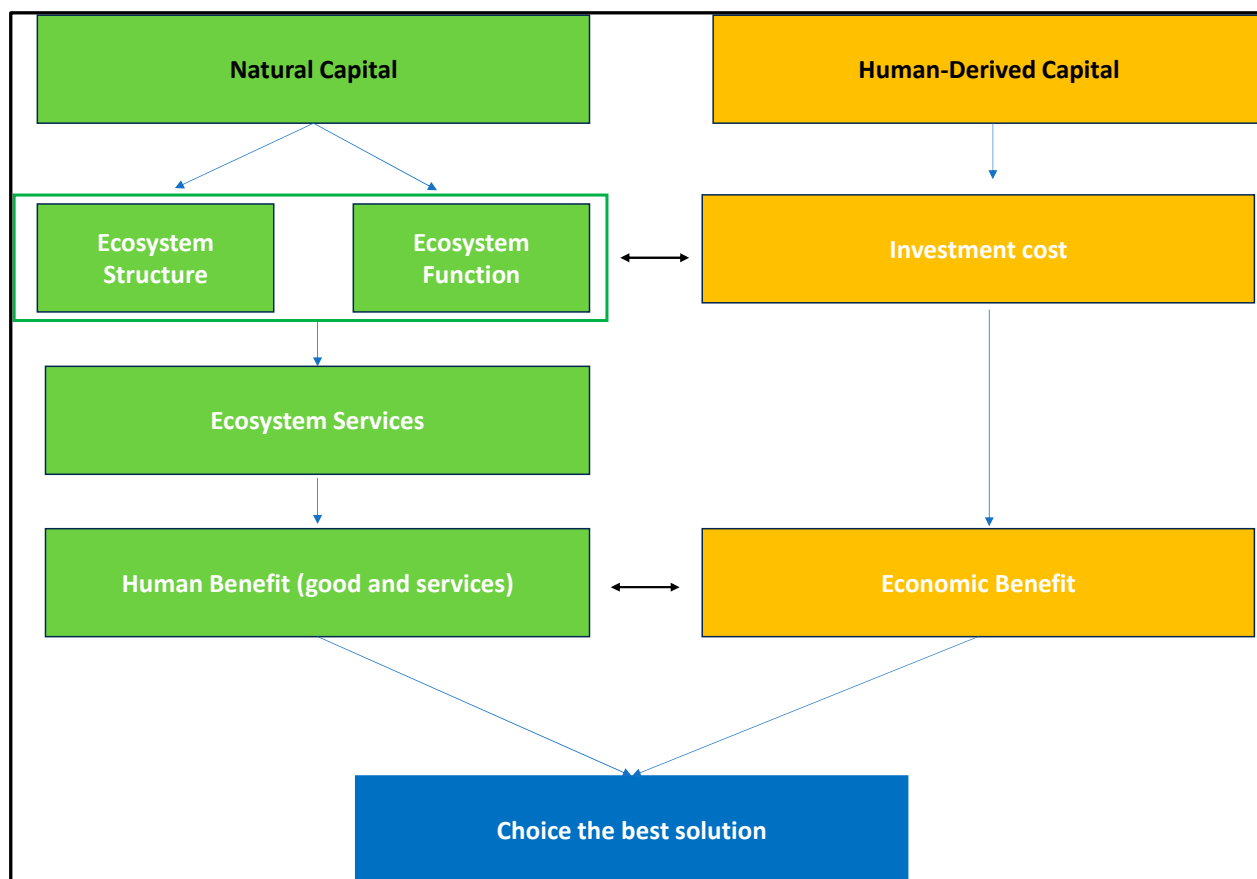 Natural Capital
Human-Derived Capital
Ecosystem
Structure
Ecosystem
Function
Investment cost
Ecosystem Services
Human Benefit (good and services)
Economic Benefit
Choice the best solution